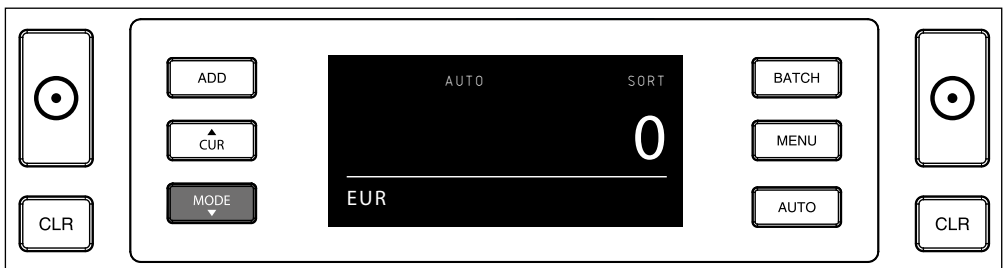 ADD
AUTO SORT
BATCH
CUR
0
MENU
MODE
EUR
AUTO
CLR
CLR